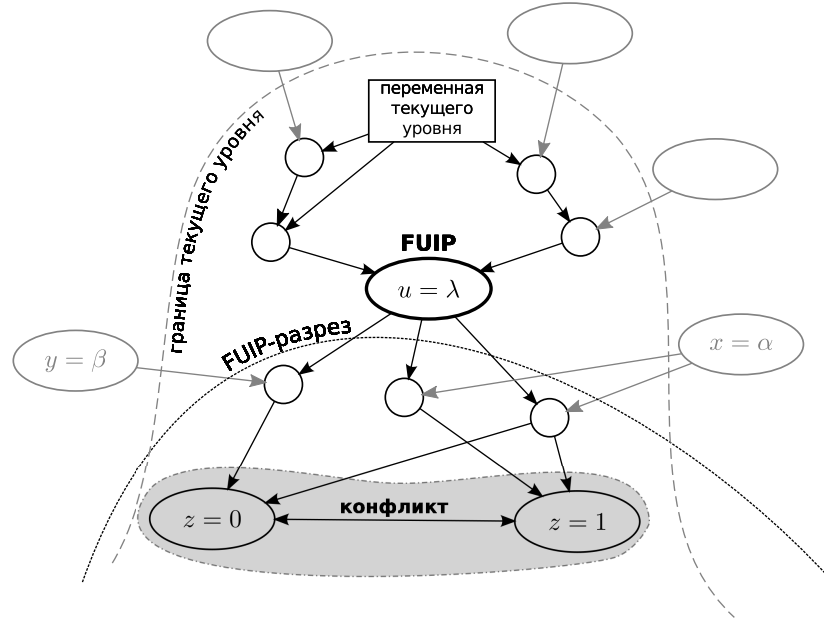 переменная
текущего
уровня
граница текущего уровня
FUIP
u = λ
FUIP-разрез
y = β
x = α
конфликт
z = 0
z = 1